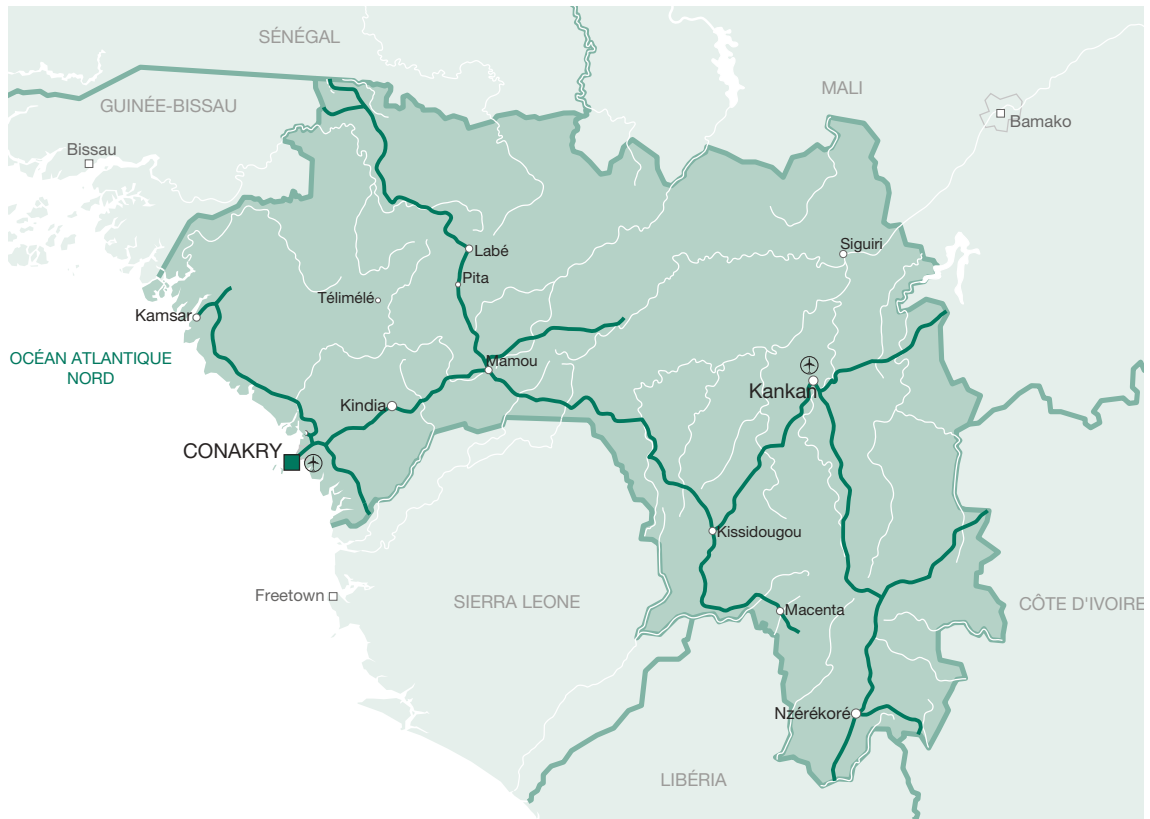 SÉNÉGAL
MALI
GUINÉE-BISSAU
Bamako
Bissau
Siguiri
Labé
Pita
Télimélé
Kamsar
OCÉAN ATLANTIQUE
NORD
Mamou
Kankan
Kindia
CONAKRY
Kissidougou
Freetown
SIERRA LEONE
Macenta
CÔTE D'IVOIRE
Nzérékoré
LIBÉRIA